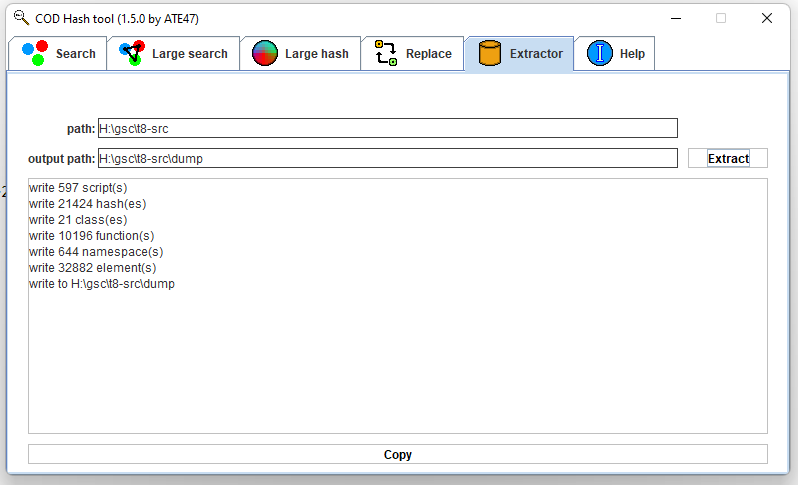 COD Hash tool (1.5.0 by ATE47)
Search Large search Large hash Replace Extractor Help
path: H:\gsc\t8-src
output path: H:\gsc\t8-src\dump Extract
write 597 script(s)
write 21424 hash(es)
write 21 class(es)
write 10196 function(s)
write 644 namespace(s)
write 32882 element(s)
write to H:\gsc\t8-src\dump
Copy